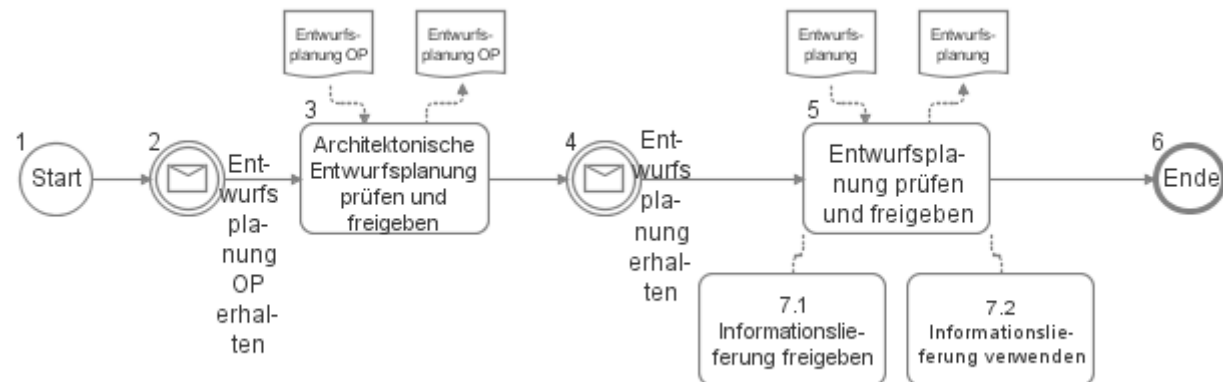 Entwurfs-
planung OP
Entwurfs-
planung OP
Entwurfs-
planung
Entwurfs-
planung
1
Start
2
Ent-
wurfs
pla-
nung
OP
erhal-
ten
3
Architektonische
Entwurfsplanung
prüfen und
freigeben
4
Ent-
wurfs
pla-
nung
erhal-
ten
5
Entwurfspla-
nung prüfen
und freigeben
6
Ende
7.1
Informationslie-
ferung freigeben
7.2
Informationslie-
ferung verwenden